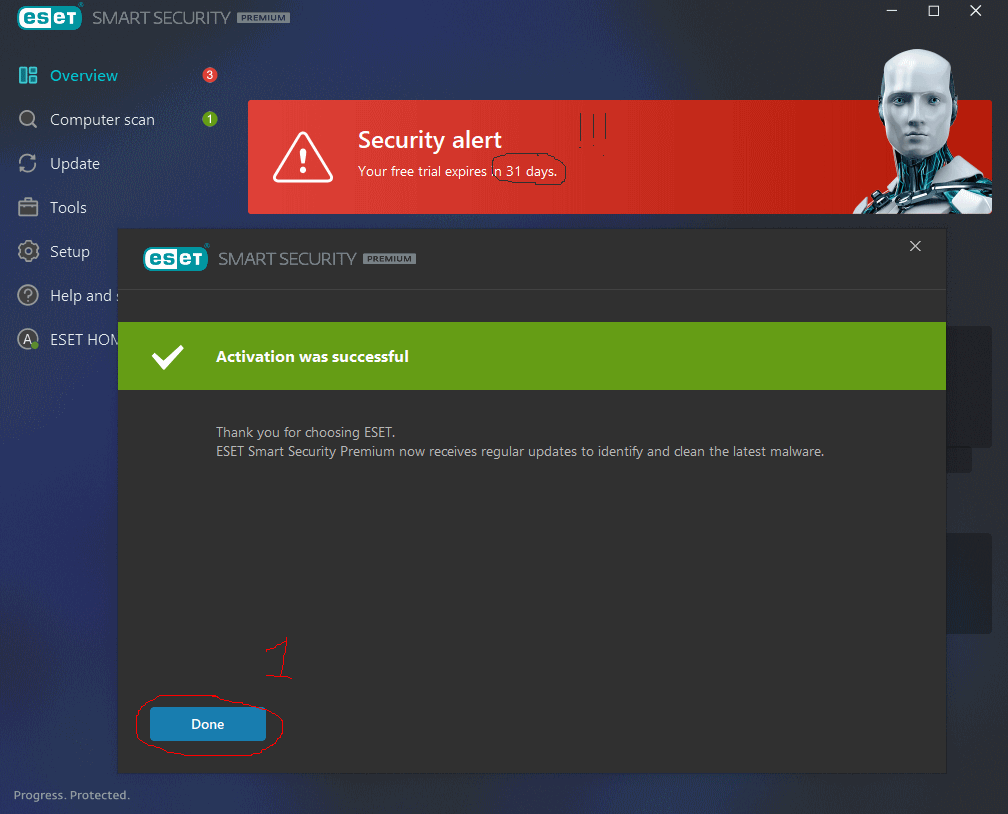 eseT SMART SECURITY PREMIUM
Overview 3
Computer scan 1
Update
Tools
Setup
Help and s
ESET HOM
Security alert !!!
Your free trial expires in 31 days.
eseT SMART SECURITY PREMIUM
Activation was successful
Thank you for choosing ESET.
ESET Smart Security Premium now receives regular updates to identify and clean the latest malware.
1
Done
Progress. Protected.